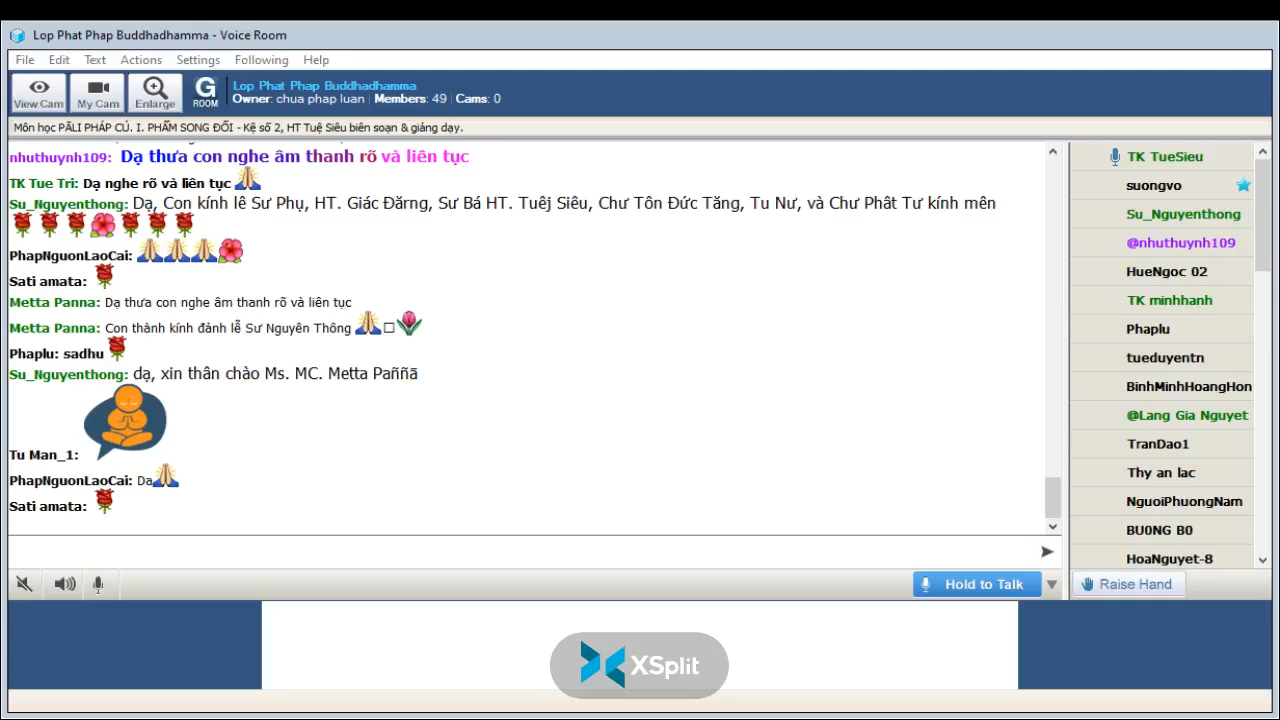 Lop Phat Phap Buddhadhamma - Voice Room
File Edit Text Actions Settings Following Help
View Cam My Cam Enlarge G ROOM
Lop Phat Phap Buddhadhamma
Owner: chua phap luan | Members: 49 | Cams: 0
Môn học PĀLI PHÁP CÚ. I. PHẨM SONG ĐỐI - Kệ số 2, HT Tuệ Siêu biên soạn & giảng dạy.
nhuthuynh109: Dạ thưa con nghe âm thanh rõ và liên tục
TK Tue Tri: Dạ nghe rõ và liên tục
Su_Nguyenthong: Dạ, Con kính lễ Sư Phụ, HT. Giác Đăr̃ng, Sư Bá HT. Tuêj Siêu, Chư Tôn Đức Tăng, Tu Nư, và Chư Phât Tư kính mên
PhapNguonLaoCai:
Sati amata:
Metta Panna: Dạ thưa con nghe âm thanh rõ và liên tục
Metta Panna: Con thành kính đảnh lễ Sư Nguyên Thông
Phaplu: sadhu
Su_Nguyenthong: dạ, xin thân chào Ms. MC. Metta Paññā
Tu Man_1:
PhapNguonLaoCai: Da
Sati amata:
Hold to Talk
TK TueSieu
suongvo
Su_Nguyenthong
@nhuthuynh109
HueNgoc 02
TK minhhanh
Phaplu
tueduyentn
BinhMinhHoangHon
@Lang Gia Nguyet
TranDao1
Thy an lac
NguoiPhuongNam
BU0NG B0
HoaNguyet-8
Raise Hand
XSplit